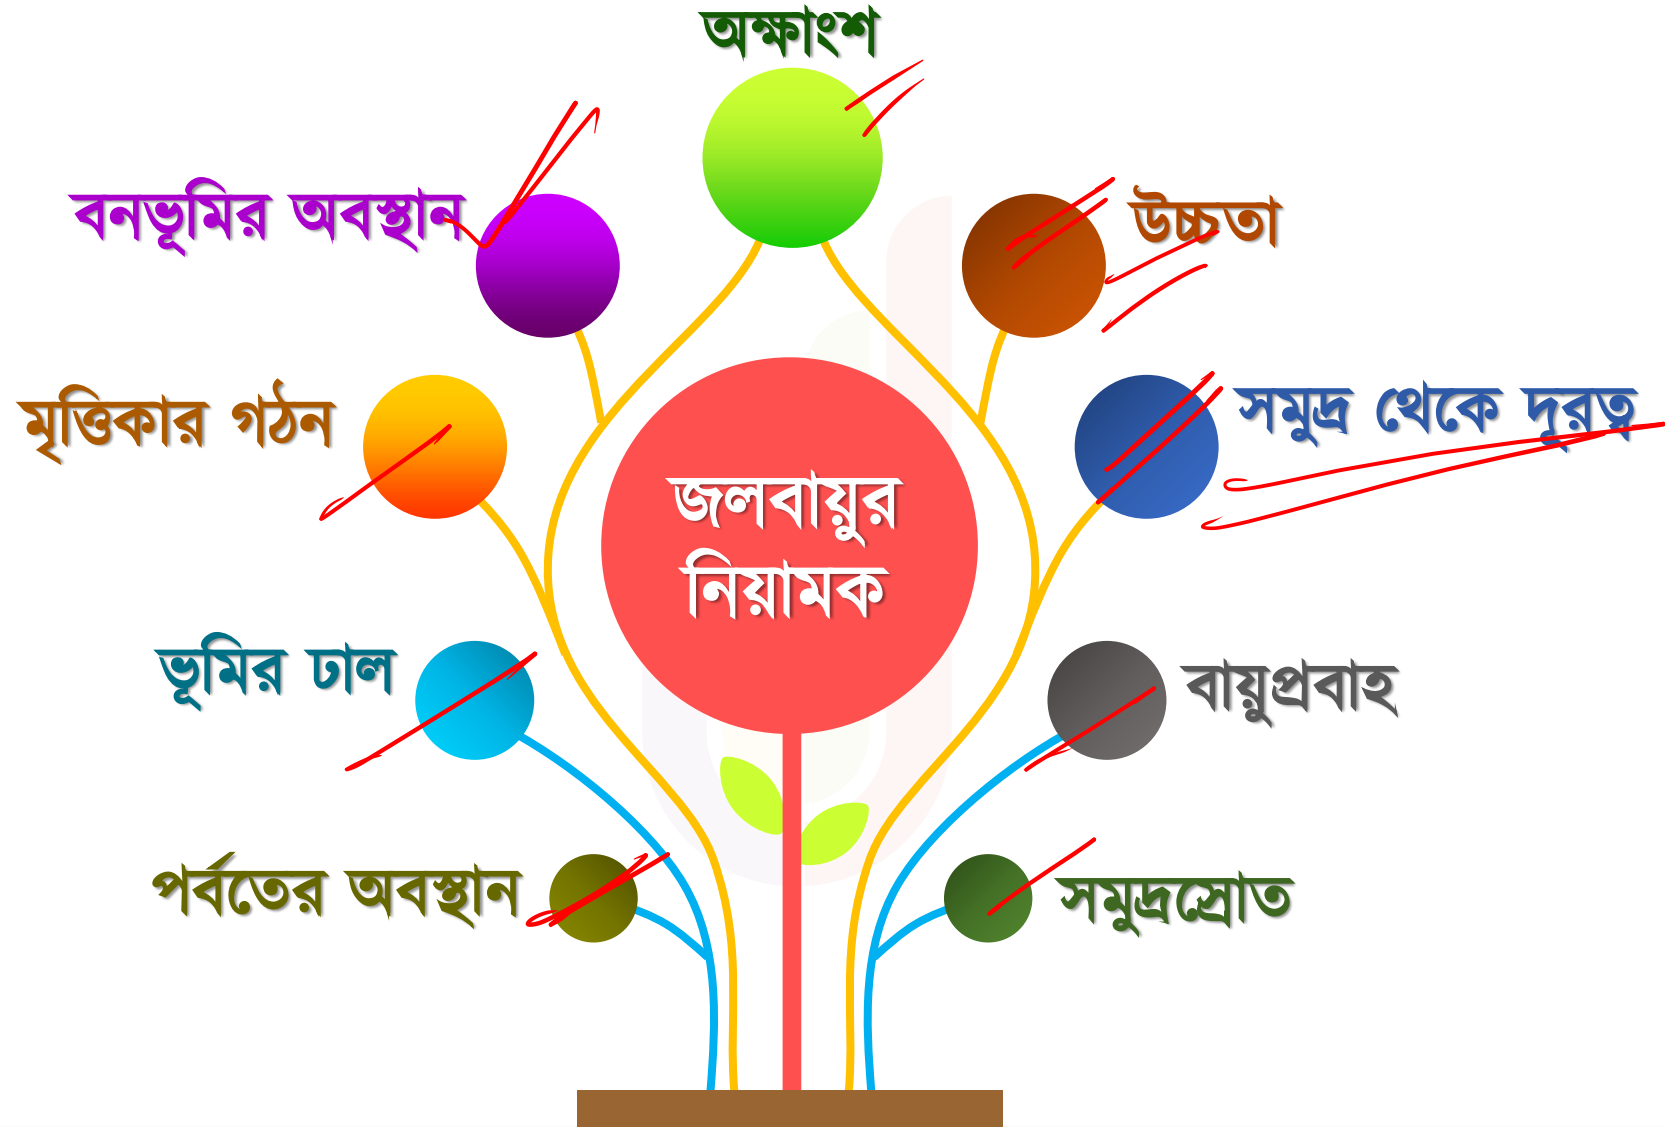 অক্ষাংশ
বনভূমির অবস্থান
উচ্চতা
মৃত্তিকার গঠন
সমুদ্র থেকে দূরত্ব
জলবায়ুর
নিয়ামক
ভূমির ঢাল
বায়ুপ্রবাহ
পর্বতের অবস্থান
সমুদ্রস্রোত